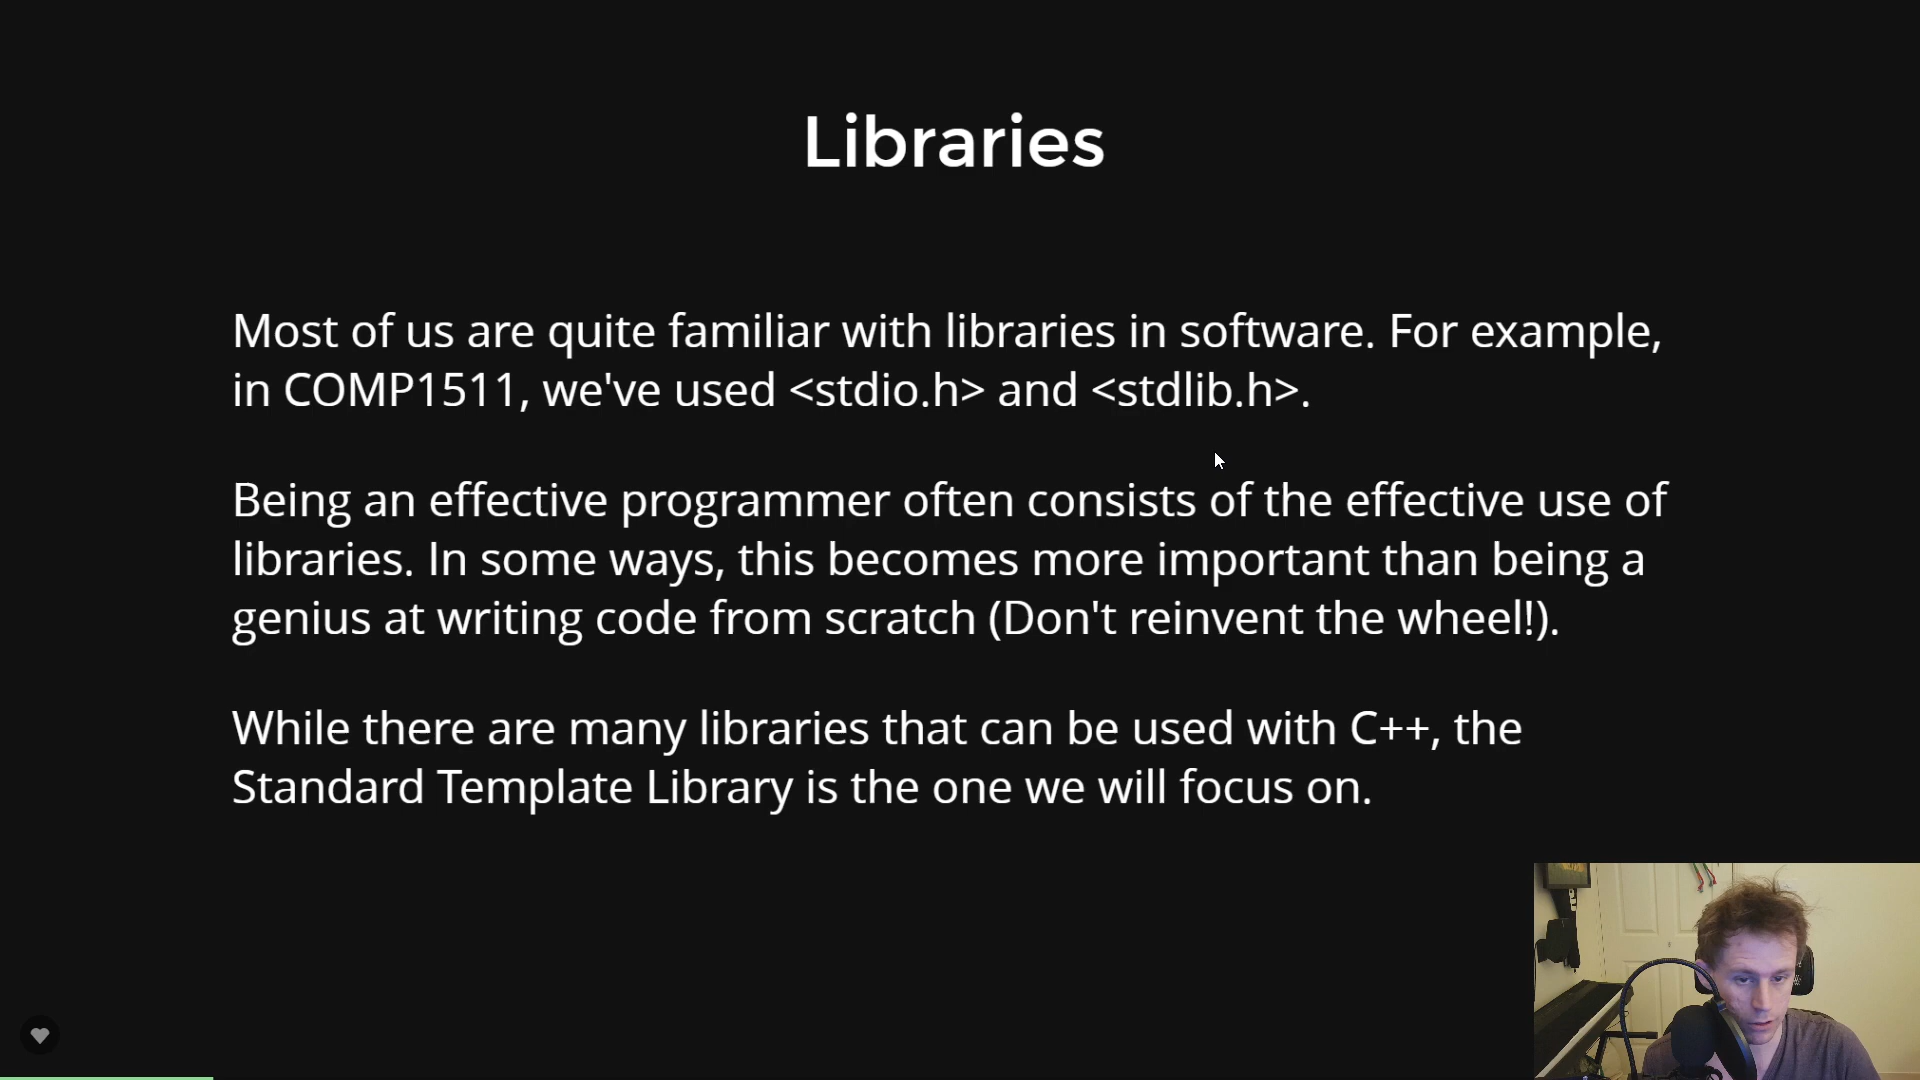 Libraries
Most of us are quite familiar with libraries in software. For example,
in COMP1511, we've used <stdio.h> and <stdlib.h>.
Being an effective programmer often consists of the effective use of
libraries. In some ways, this becomes more important than being a
genius at writing code from scratch (Don't reinvent the wheel!).
While there are many libraries that can be used with C++, the
Standard Template Library is the one we will focus on.